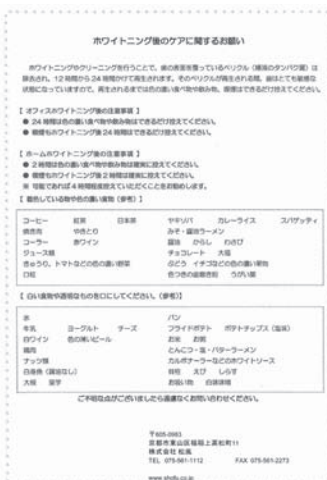 ホワイトニング後のケアに関するお願い
ホワイトニングやクリーニングを行うことで、歯の表面を覆っているペリクル（唾液のタンパク質）は
除去され、12時間から24時間かけて再生されます。そのペリクルが再生される間、歯はとても敏感な
状態になっていますので、再生されるまでは色の濃い食べ物や飲み物、喫煙はできるだけ控えてください。
【 オフィスホワイトニング後の注意事項 】
● 24時間は色の濃い食べ物や飲み物はできるだけ控えてください。
● 喫煙もホワイトニング後24時間はできるだけ控えてください。
【 ホームホワイトニング後の注意事項 】
● 2時間は色の濃い食べ物や飲み物は確実に控えてください。
● 喫煙もホワイトニング後2時間は確実に控えてください。
※ 可能であれば4時間程度控えていただくことをお勧めします。
【 着色している物や色の濃い食物（参考）】
コーヒー 紅茶 日本茶 ヤキソバ カレーライス スパゲッティ
焼き肉 やきとり みそ・醤油ラーメン
コーラー 赤ワイン 醤油 からし わさび
ジュース類 チョコレート 大福
きゅうり、トマトなどの色の濃い野菜 ぶどう イチゴなどの色の濃い果物
口紅 色つきの歯磨き剤 うがい薬
【 白い食物や透明なものを口にしてください。（参考）】
水 パン
牛乳 ヨーグルト チーズ フライドポテト ポテトチップス（塩味）
白ワイン 色の薄いビール お米 お粥
鶏肉 とんこつ・塩・バターラーメン
ナッツ類 カルボナーラーなどのホワイトソース
白身魚（醤油なし） えび しらす
大根 里芋 お吸い物 白味噌
ご不明な点がございましたら遠慮なくお問い合わせください。
〒605-0983
京都市東山区福稲上高松町11
株式会社 松風
TEL 075-561-1112 FAX 075-561-2273
www.shofu.co.jp